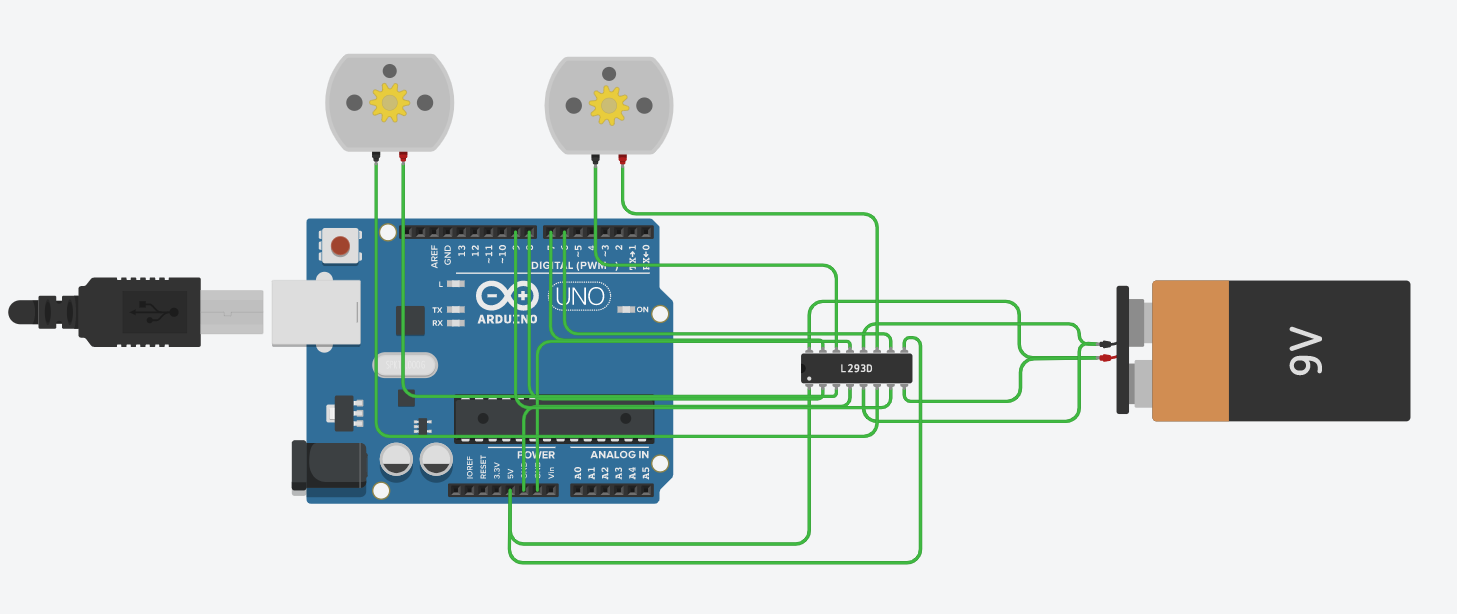 AREF
GND
13
12
~11
~10
9
8
7
6
~5
4
~3
2
TX→1
RX←0
DIGITAL (PWM~)
L
TX
RX
UNO
ON
ARDUINO
L293D
9V
POWER
ANALOG IN
IOREF
RESET
3.3V
5V
GND
GND
Vin
A0
A1
A2
A3
A4
A5